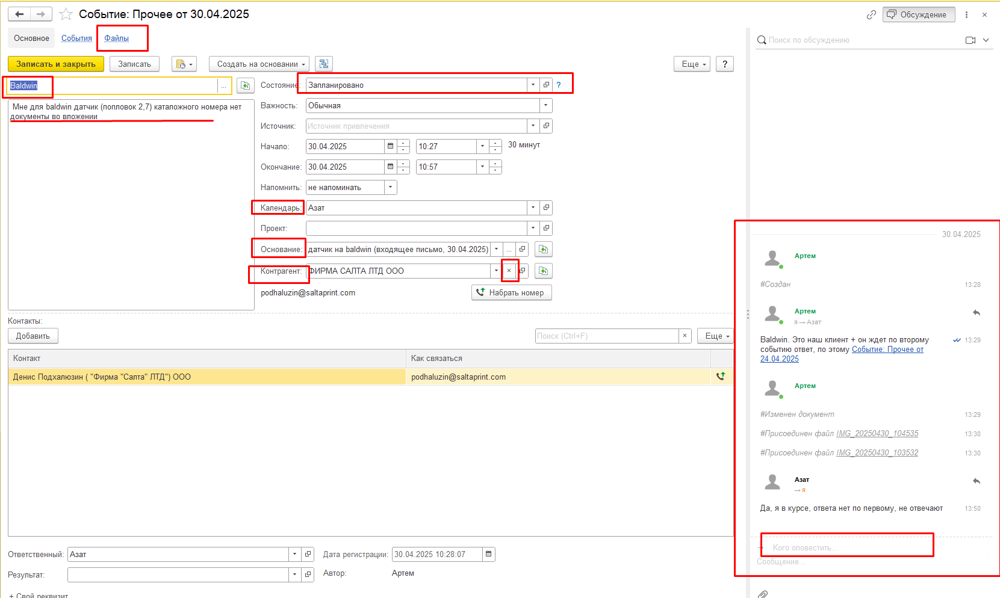 Событие: Прочее от 30.04.2025
Обсуждение
Основное События Файлы
Поиск по обсуждению
Записать и закрыть Записать Создать на основании Еще ?
Baldwin ...
Мне для baldwin датчик (попловок 2,7) каталожного номера нет
документы во вложении
Состояние: Запланировано ?
Важность: Обычная
Источник: Источник привлечения
Начало: 30.04.2025 10:27 30 минут
Окончание: 30.04.2025 10:57
Напомнить: не напоминать
Календарь: Азат
Проект:
Основание: датчик на baldwin (входящее письмо, 30.04.2025) ...
Контрагент: ФИРМА САЛТА ЛТД ООО
podhaluzin@saltaprint.com Набрать номер
Контакты:
Добавить Поиск (Ctrl+F) × Еще
Контакт Как связаться
Денис Подхалюзин ( "Фирма "Салта" ЛТД") ООО podhaluzin@saltaprint.com
Ответственный: Азат Дата регистрации: 30.04.2025 10:28:07
Результат: Автор: Артем
+ Свой реквизит
30.04.2025
Артем
#Создан 13:28
Артем
я → Азат
Baldwin. Это наш клиент + он ждет по второму 13:29
событию ответ, по этому Событие: Прочее от
24.04.2025
Артем
#Изменен документ 13:29
#Присоединен файл IMG_20250430_104535 13:30
#Присоединен файл IMG_20250430_103532 13:30
Азат
→ я
Да, я в курсе, ответа нет по первому, не отвечают 13:50
Кого оповестить...
Сообщение...